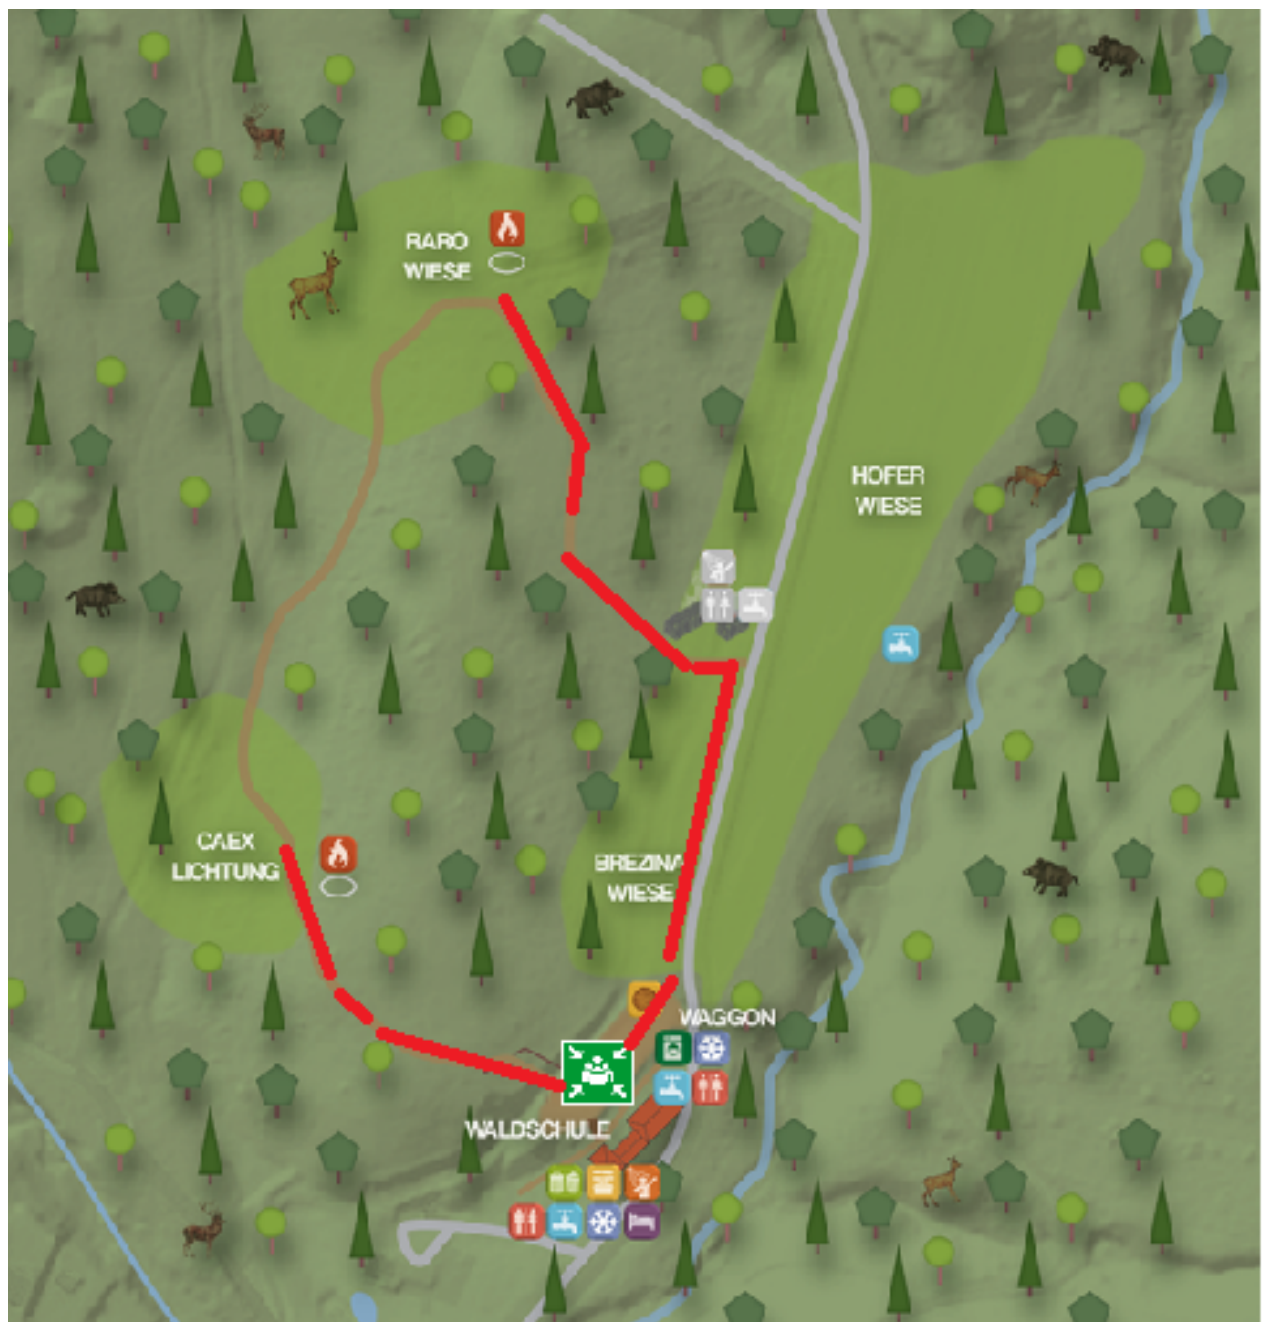 RARO
WIESE
HOFER
WIESE
CAEX
LICHTUNG
BREZINA
WIESE
WAGGON
WALDSCHULE